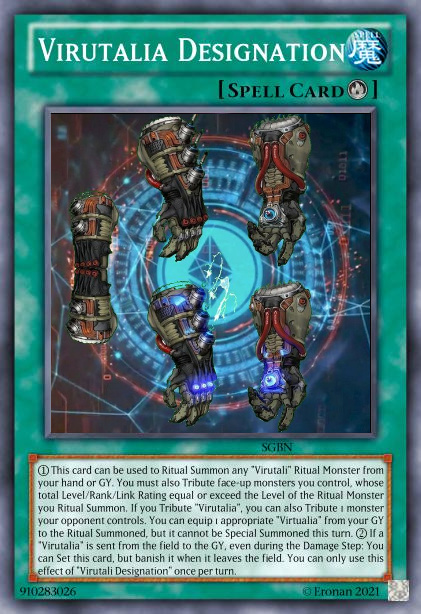 VIRUTALIA DESIGNATION
SPELL
魔
[SPELL CARD]
SGBN
① This card can be used to Ritual Summon any "Virutali" Ritual Monster from
your hand or GY. You must also Tribute face-up monsters you control, whose
total Level/Rank/Link Rating equal or exceed the Level of the Ritual Monster
you Ritual Summon. If you Tribute "Virutalia", you can also Tribute 1 monster
your opponent controls. You can equip 1 appropriate "Virtualia" from your GY
to the Ritual Summoned, but it cannot be Special Summoned this turn. ② If a
"Virutalia" is sent from the field to the GY, even during the Damage Step: You
can Set this card, but banish it when it leaves the field. You can only use this
effect of "Virutali Designation" once per turn.
910283026
© Eronan 2021